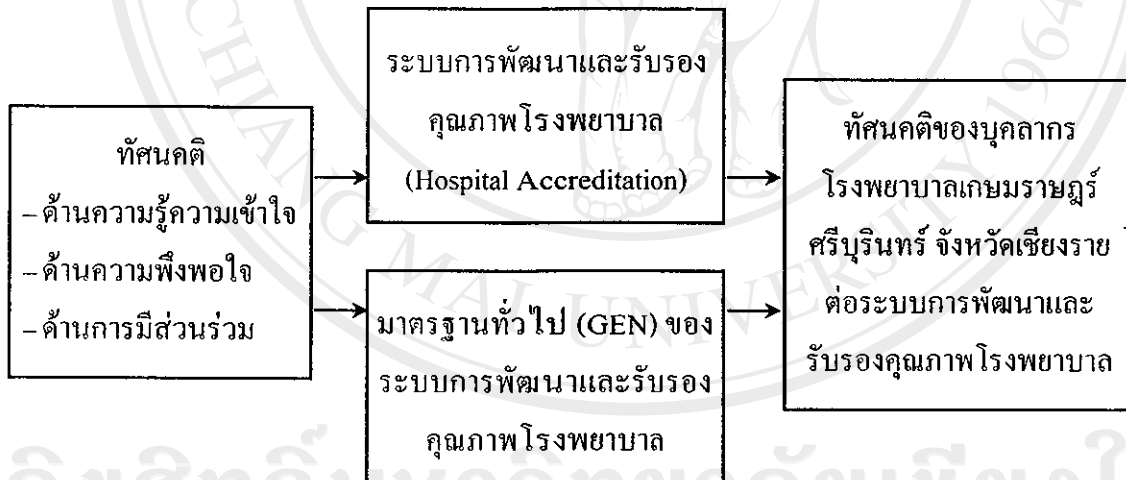 ทัศนคติ
–ด้านความรู้ความเข้าใจ
–ด้านความพึงพอใจ
–ด้านการมีส่วนร่วม
ระบบการพัฒนาและรับรอง
คุณภาพโรงพยาบาล
(Hospital Accreditation)
มาตรฐานทั่วไป (GEN) ของ
ระบบการพัฒนาและรับรอง
คุณภาพโรงพยาบาล
ทัศนคติของบุคลากร
โรงพยาบาลเกษมราษฎร์
ศรีบุรินทร์ จังหวัดเชียงราย
ต่อระบบการพัฒนาและ
รับรองคุณภาพโรงพยาบาล
CHIANG MAI UNIVERSITY 1964